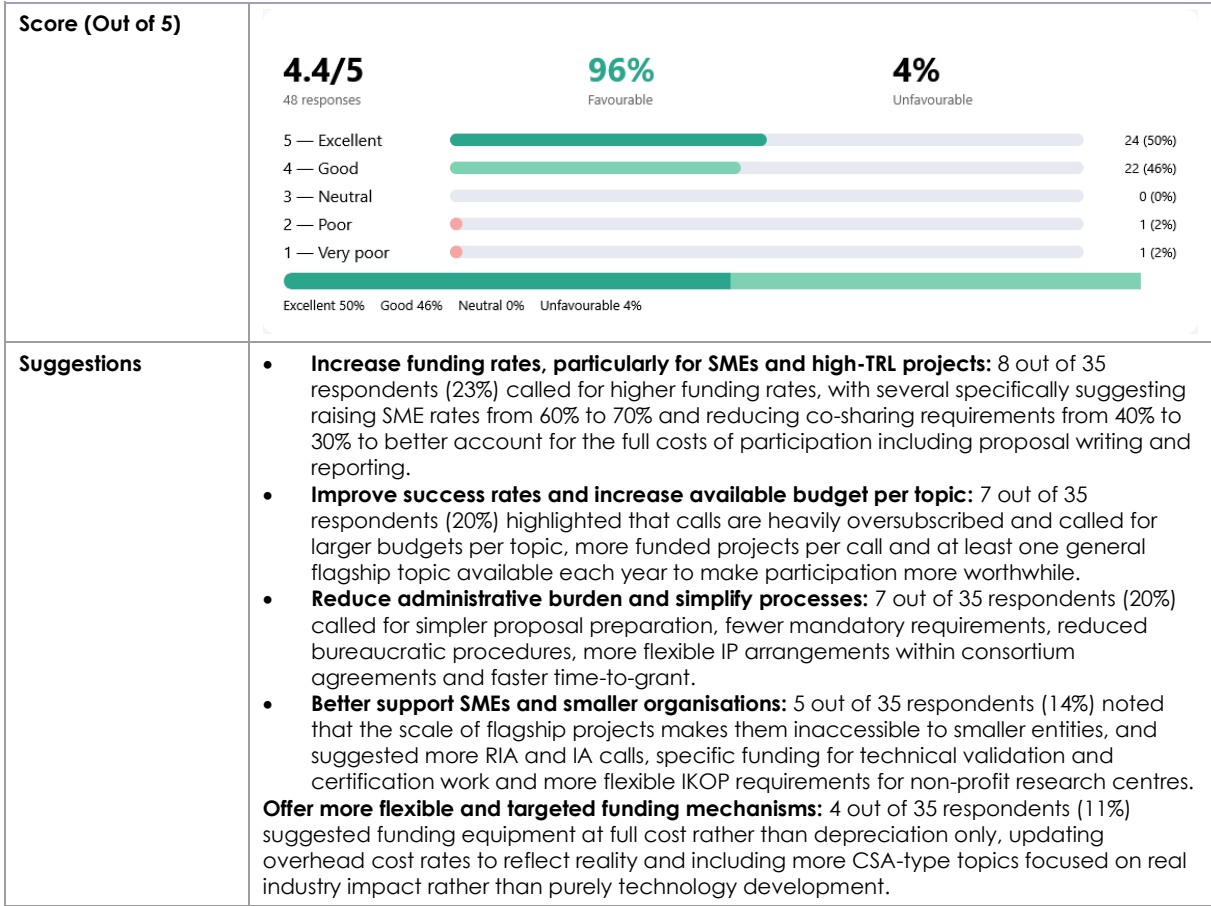 Score (Out of 5)
4.4/5
48 responses
96%
Favourable
4%
Unfavourable
5 — Excellent
24 (50%)
4 — Good
22 (46%)
3 — Neutral
0 (0%)
2 — Poor
1 (2%)
1 — Very poor
1 (2%)
Excellent 50% Good 46% Neutral 0% Unfavourable 4%
Suggestions
• Increase funding rates, particularly for SMEs and high-TRL projects: 8 out of 35
respondents (23%) called for higher funding rates, with several specifically suggesting
raising SME rates from 60% to 70% and reducing co-sharing requirements from 40% to
30% to better account for the full costs of participation including proposal writing and
reporting.
• Improve success rates and increase available budget per topic: 7 out of 35
respondents (20%) highlighted that calls are heavily oversubscribed and called for
larger budgets per topic, more funded projects per call and at least one general
flagship topic available each year to make participation more worthwhile.
• Reduce administrative burden and simplify processes: 7 out of 35 respondents (20%)
called for simpler proposal preparation, fewer mandatory requirements, reduced
bureaucratic procedures, more flexible IP arrangements within consortium
agreements and faster time-to-grant.
• Better support SMEs and smaller organisations: 5 out of 35 respondents (14%) noted
that the scale of flagship projects makes them inaccessible to smaller entities, and
suggested more RIA and IA calls, specific funding for technical validation and
certification work and more flexible IKOP requirements for non-profit research centres.
Offer more flexible and targeted funding mechanisms: 4 out of 35 respondents (11%)
suggested funding equipment at full cost rather than depreciation only, updating
overhead cost rates to reflect reality and including more CSA-type topics focused on real
industry impact rather than purely technology development.